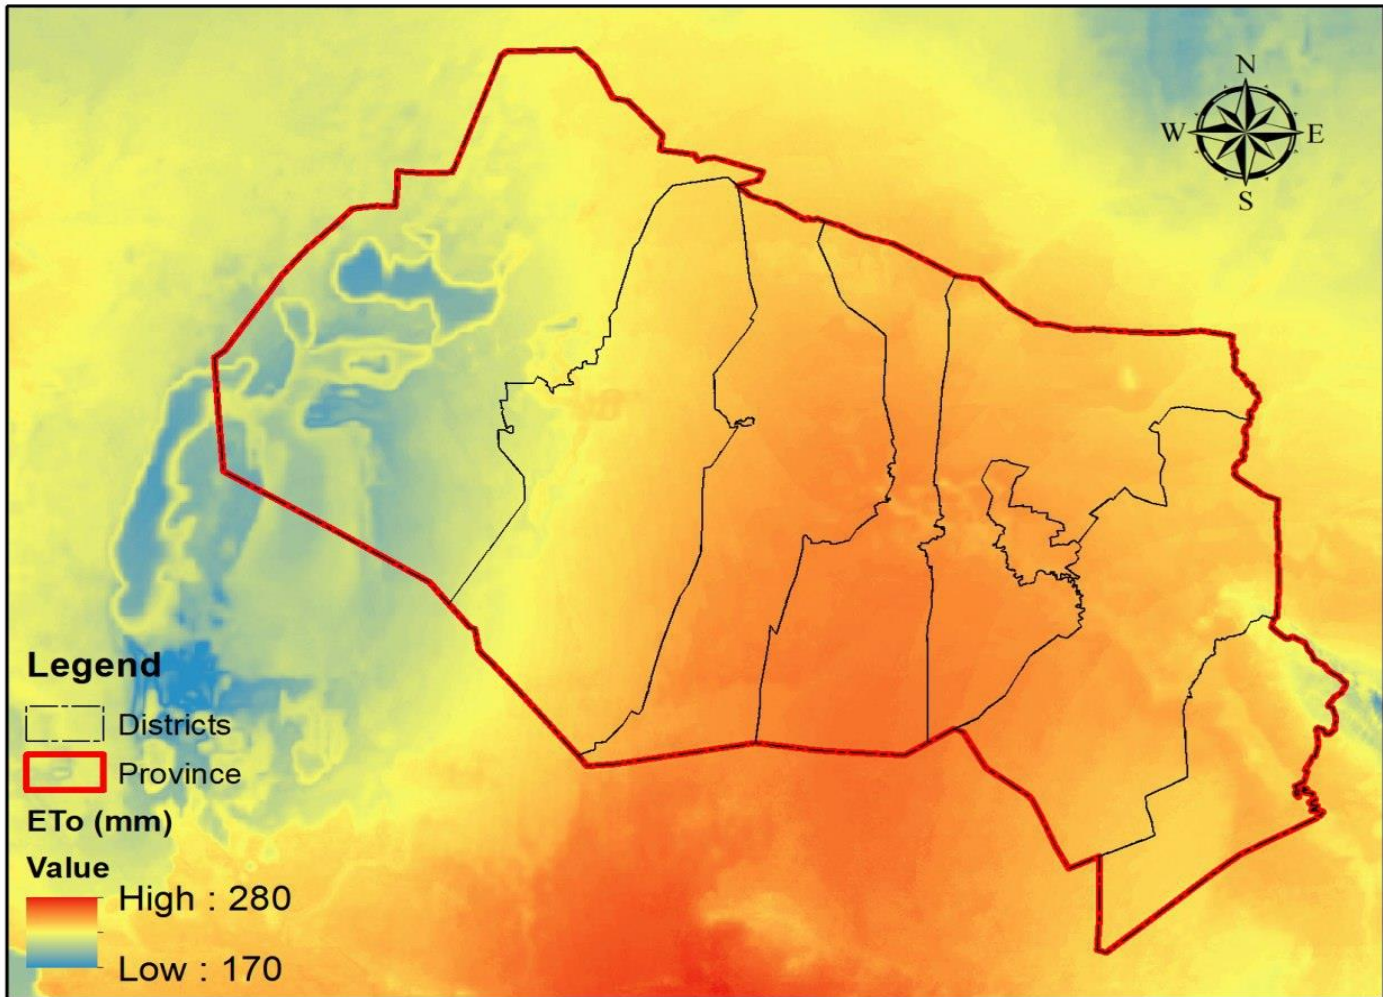 N
W E
S
Legend
Districts
Province
ETo (mm)
Value
High : 280
Low : 170